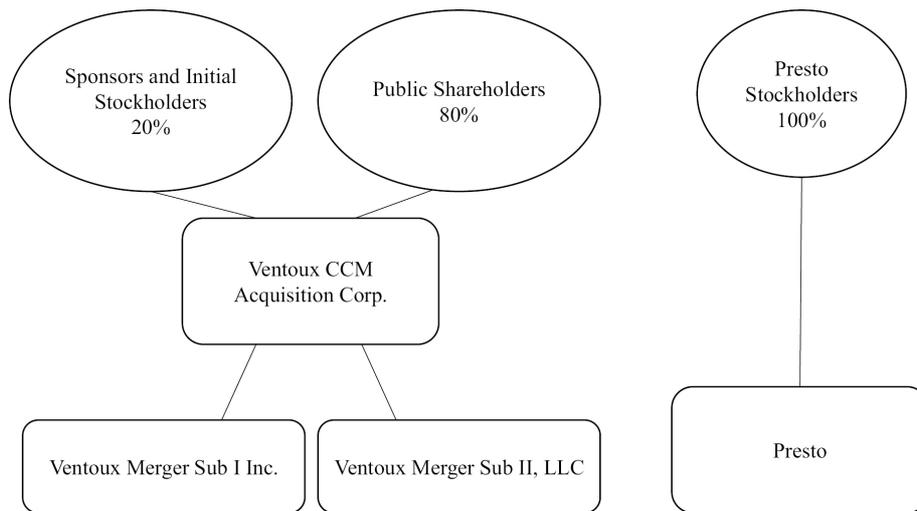 Sponsors and Initial
Stockholders
20%
Public Shareholders
80%
Presto
Stockholders
100%
Ventoux CCM
Acquisition Corp.
Ventoux Merger Sub I Inc.
Ventoux Merger Sub II, LLC
Presto